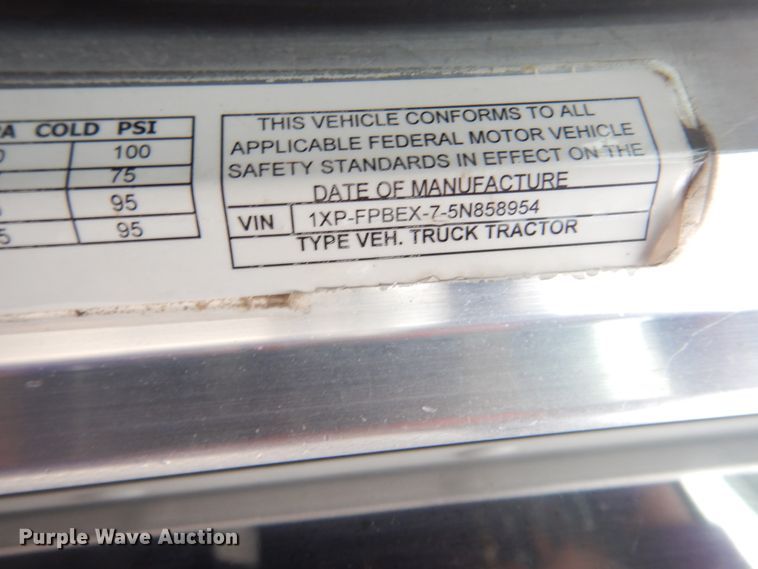 COLD PSI
100
75
95
5 95
THIS VEHICLE CONFORMS TO ALL
APPLICABLE FEDERAL MOTOR VEHICLE
SAFETY STANDARDS IN EFFECT ON THE
DATE OF MANUFACTURE
VIN 1XP-FPBEX-7-5N858954
TYPE VEH. TRUCK TRACTOR
Purple Wave Auction